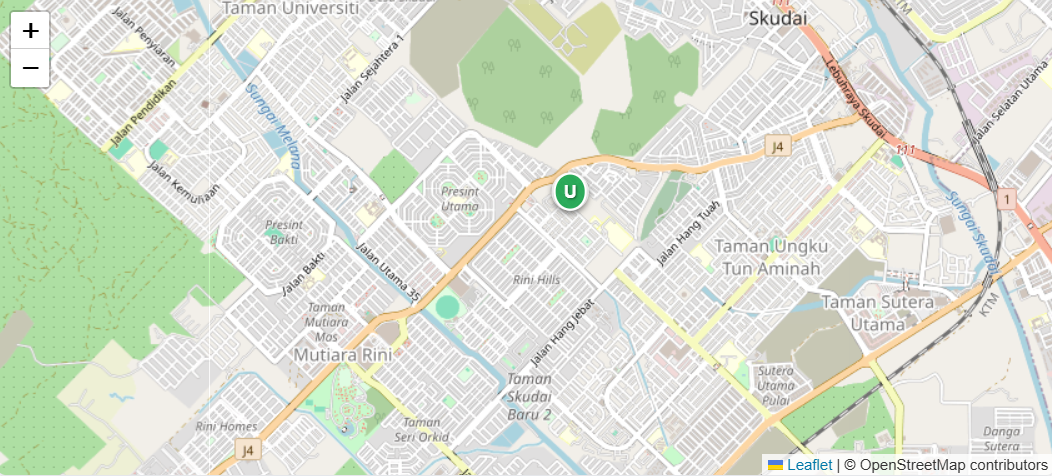 Taman Universiti
Skudai
+
−
Jalan Penyiaran
Jalan Sejahtera 1
KTM
Lebuhraya Skudai
Jalan Selatan Utama
Sungai Melana
Jalan Pendidikan
J4
111
Jalan Kemuliaan
Presint
Utama
U
1
Sungai Skudai
Presint
Bakti
Jalan Hang Tuah
Taman Ungku
Tun Aminah
Jalan Bakti
Jalan Utama 35
Rini Hills
KTM
Taman Sutera
Utama
Taman
Mutiara
Mas
Jalan Hang Jebat
Mutiara Rini
Sutera
Utama
Pulai
Taman
Skudai
Baru 2
Rini Homes
Taman
Seri Orkid
J4
Danga
Sutera
Leaflet | © OpenStreetMap contributors